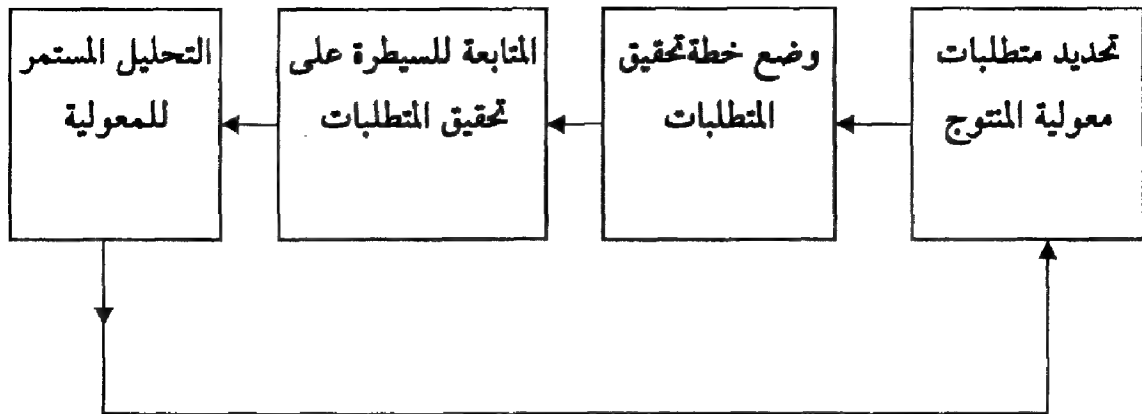 تحديد متطلبات
معولية المنتوج
وضع خطة تحقيق
المتطلبات
المتابعة للسيطرة على
تحقيق المتطلبات
التحليل المستمر
للمعولية